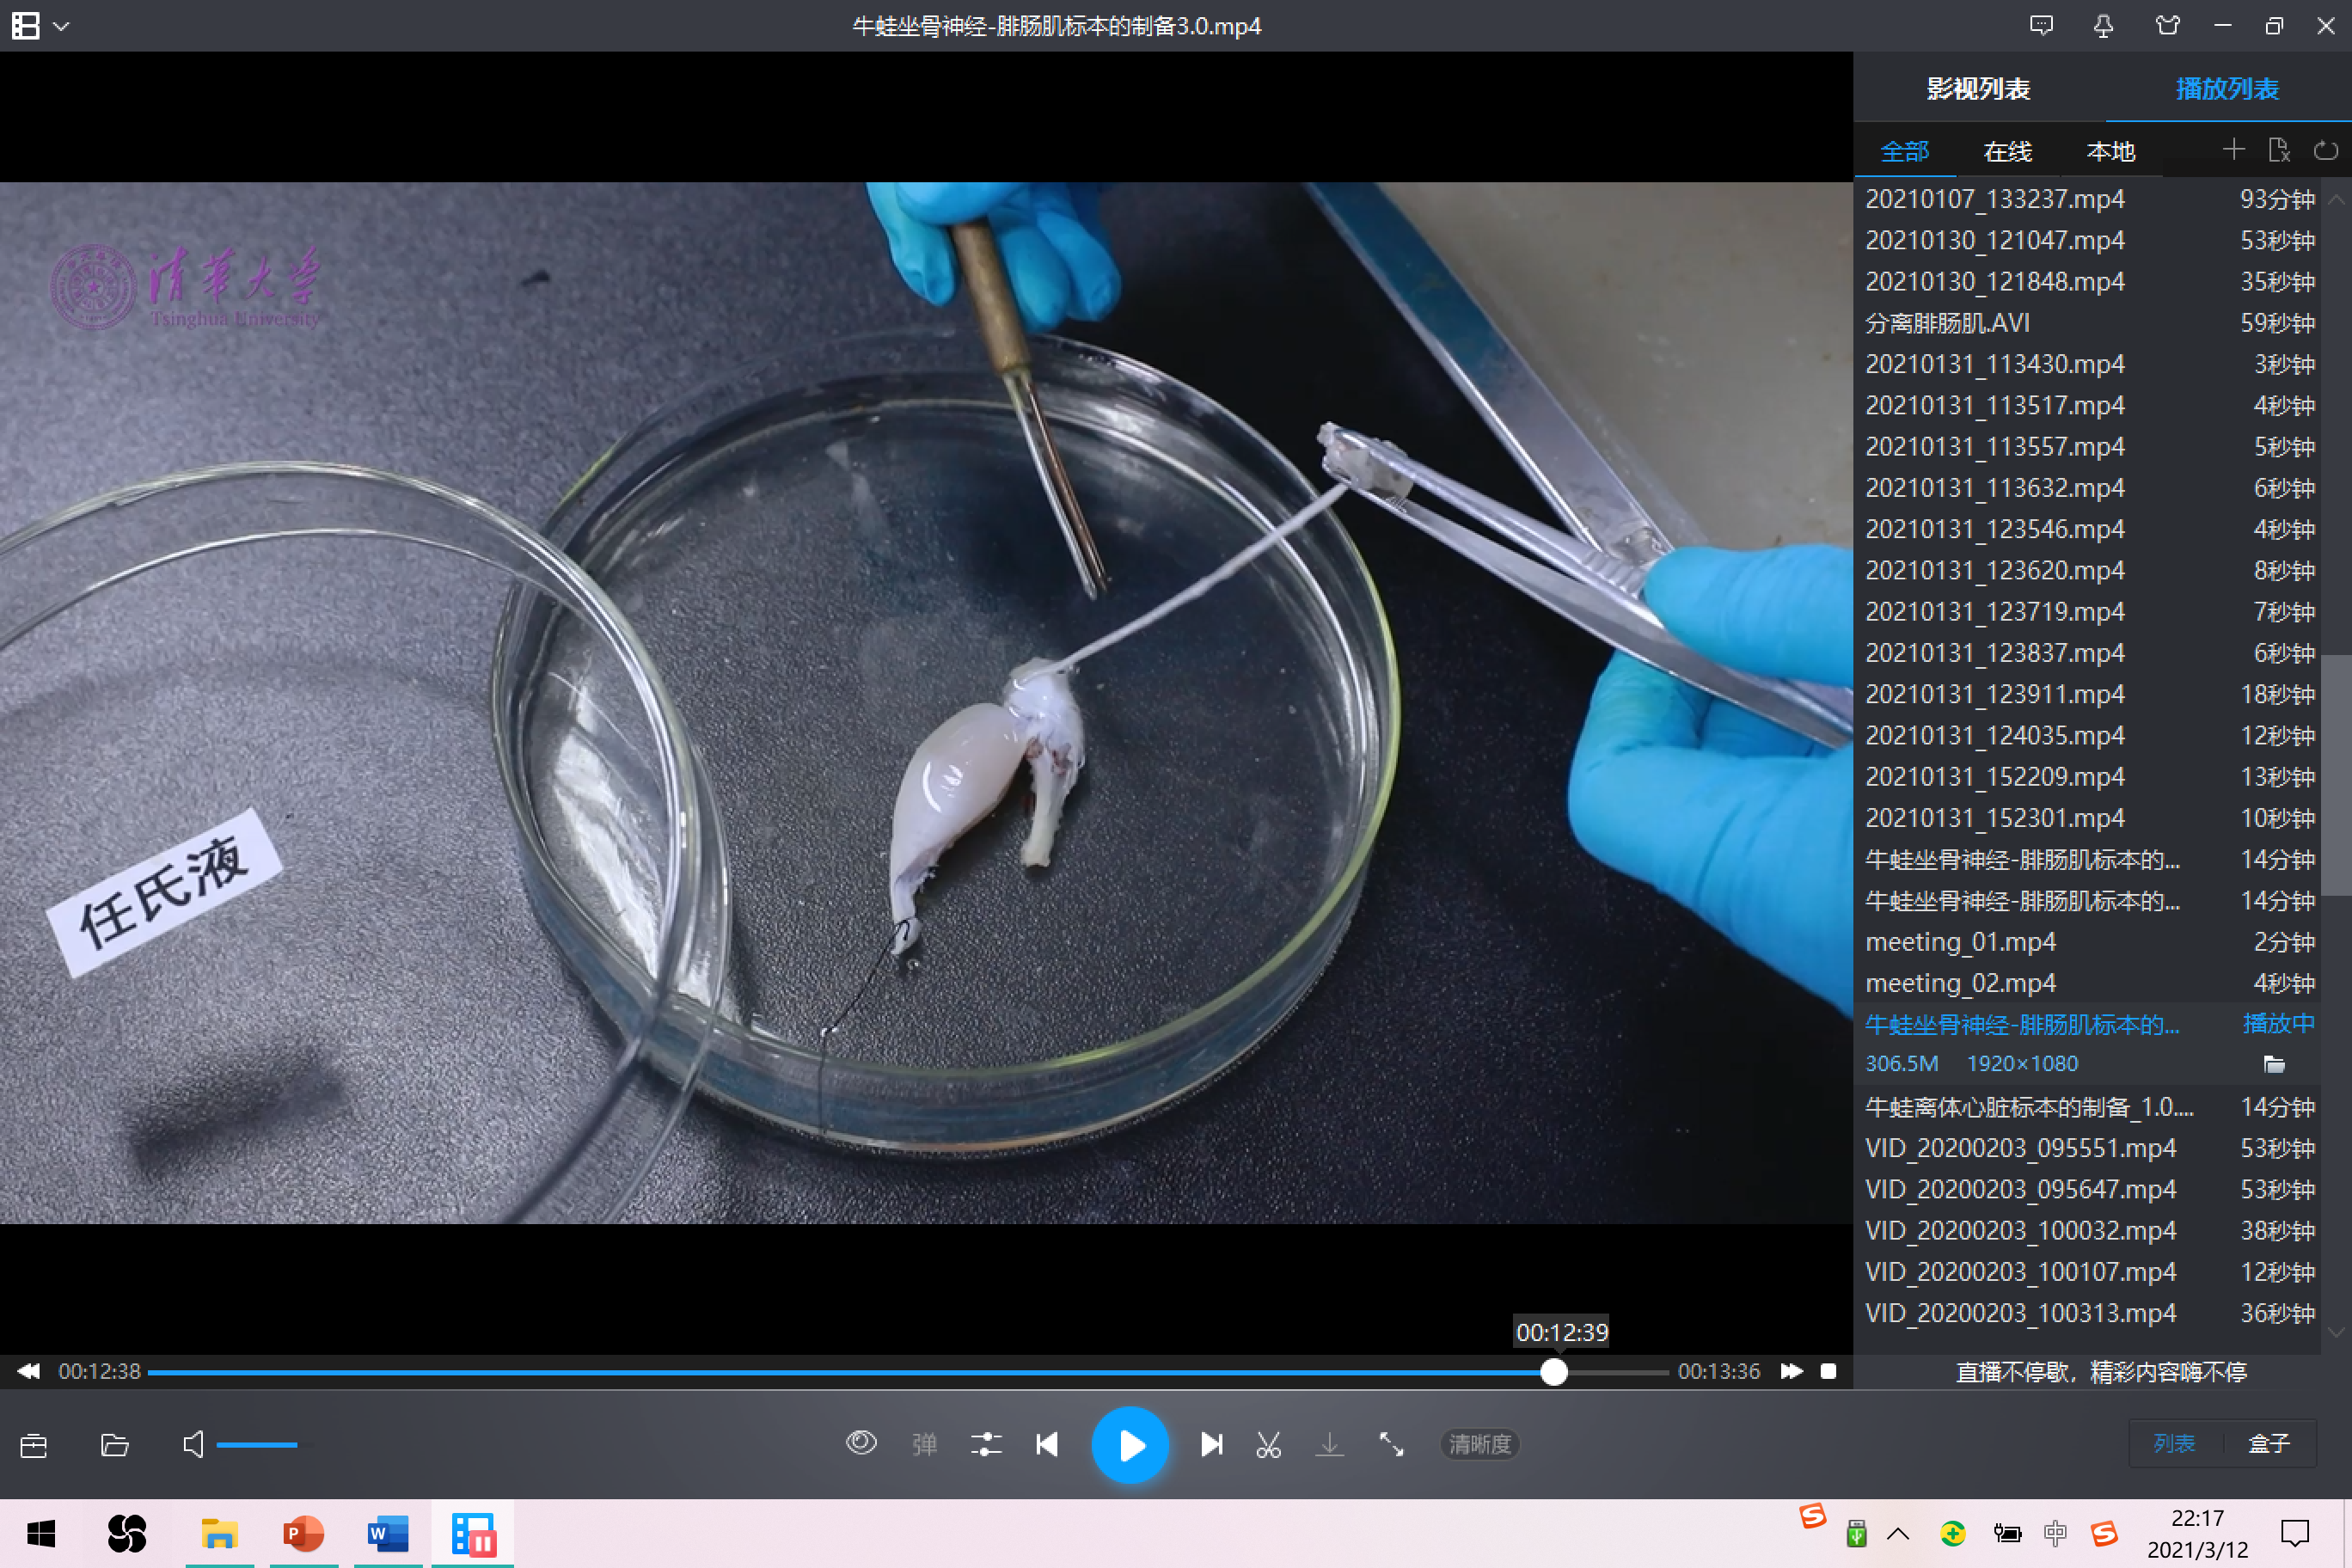 牛蛙坐骨神经-腓肠肌标本的制备3.0.mp4
影视列表 播放列表
全部 在线 本地
20210107_133237.mp4 93分钟
20210130_121047.mp4 53秒钟
20210130_121848.mp4 35秒钟
分离腓肠肌.AVI 59秒钟
20210131_113430.mp4 3秒钟
20210131_113517.mp4 4秒钟
20210131_113557.mp4 5秒钟
20210131_113632.mp4 6秒钟
20210131_123546.mp4 4秒钟
20210131_123620.mp4 8秒钟
20210131_123719.mp4 7秒钟
20210131_123837.mp4 6秒钟
20210131_123911.mp4 18秒钟
20210131_124035.mp4 12秒钟
20210131_152209.mp4 13秒钟
20210131_152301.mp4 10秒钟
牛蛙坐骨神经-腓肠肌标本的... 14分钟
牛蛙坐骨神经-腓肠肌标本的... 14分钟
meeting_01.mp4 2分钟
meeting_02.mp4 4秒钟
牛蛙坐骨神经-腓肠肌标本的... 播放中
306.5M 1920×1080
牛蛙离体心脏标本的制备_1.0.... 14分钟
VID_20200203_095551.mp4 53秒钟
VID_20200203_095647.mp4 53秒钟
VID_20200203_100032.mp4 38秒钟
VID_20200203_100107.mp4 12秒钟
VID_20200203_100313.mp4 36秒钟
直播不停歇，精彩内容嗨不停
清華大学
Tsinghua University
任氏液
00:12:39
00:12:38 00:13:36
弹 清晰度
列表 盒子
中
22:17
2021/3/12